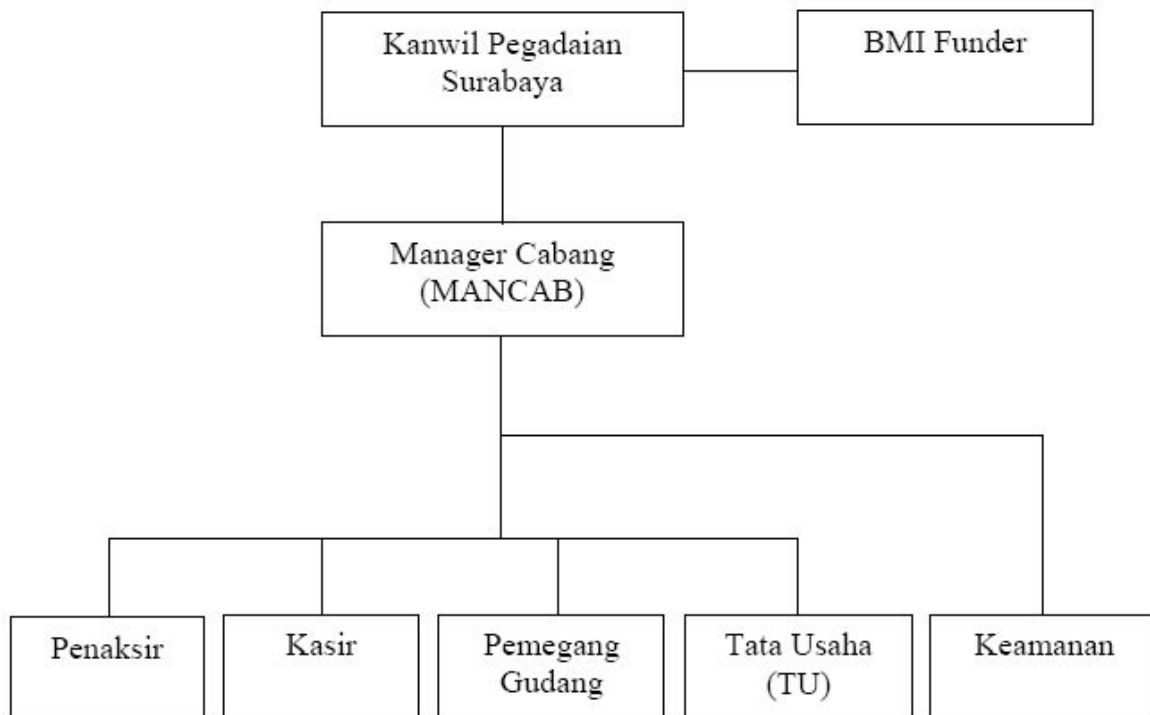 Kanwil Pegadaian
Surabaya
BMI Funder
Manager Cabang
(MANCAB)
Penaksir
Kasir
Pemegang
Gudang
Tata Usaha
(TU)
Keamanan